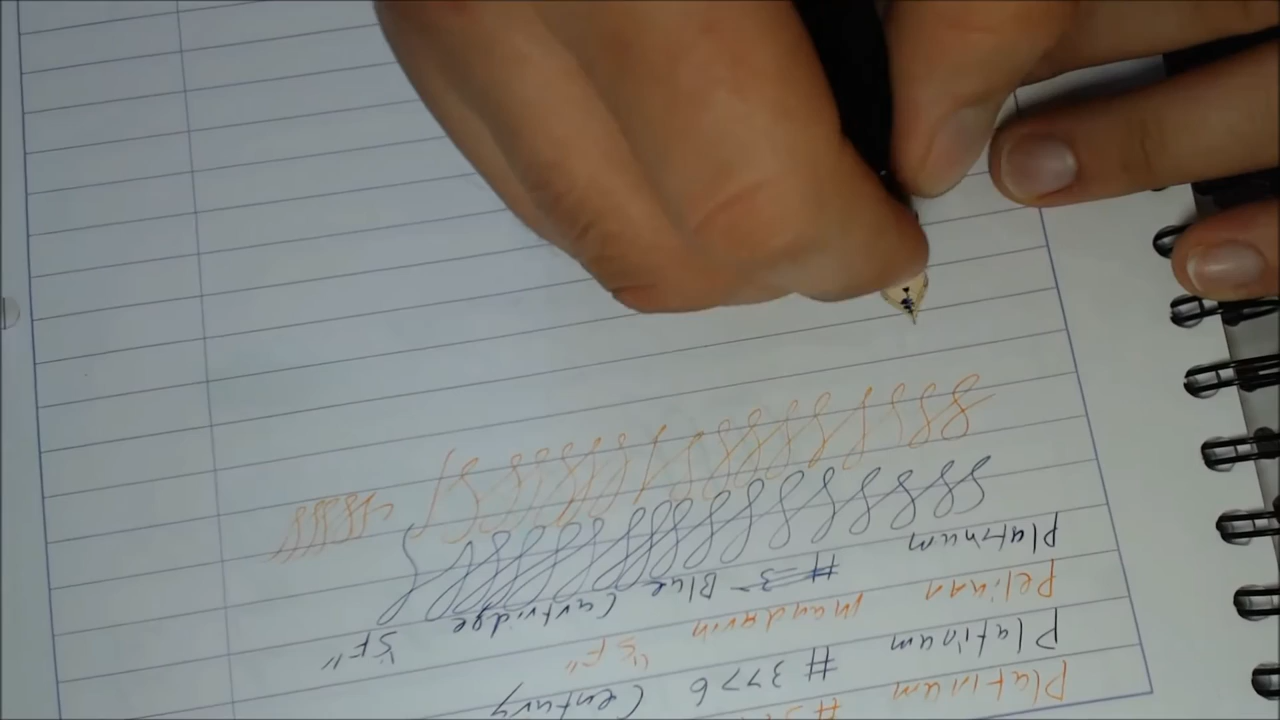 Platinum #
Platinum #3776 Century
Pelikan mandarin "SF"
Platinum Blue Cartridge "SF"